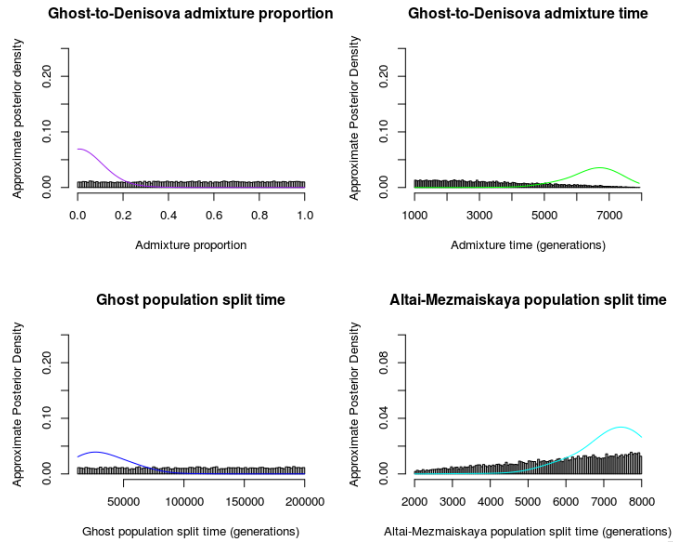 Ghost-to-Denisova admixture proportion
Approximate posterior density
0.00 0.10 0.20
0.0 0.2 0.4 0.6 0.8 1.0
Admixture proportion
Ghost-to-Denisova admixture time
Approximate Posterior Density
0.00 0.10 0.20
1000 3000 5000 7000
Admixture time (generations)
Ghost population split time
Approximate Posterior Density
0.00 0.10 0.20
50000 100000 150000 200000
Ghost population split time (generations)
Altai-Mezmaiskaya population split time
Approximate Posterior Density
0.00 0.04 0.08
2000 3000 4000 5000 6000 7000 8000
Altai-Mezmaiskaya population split time (generations)